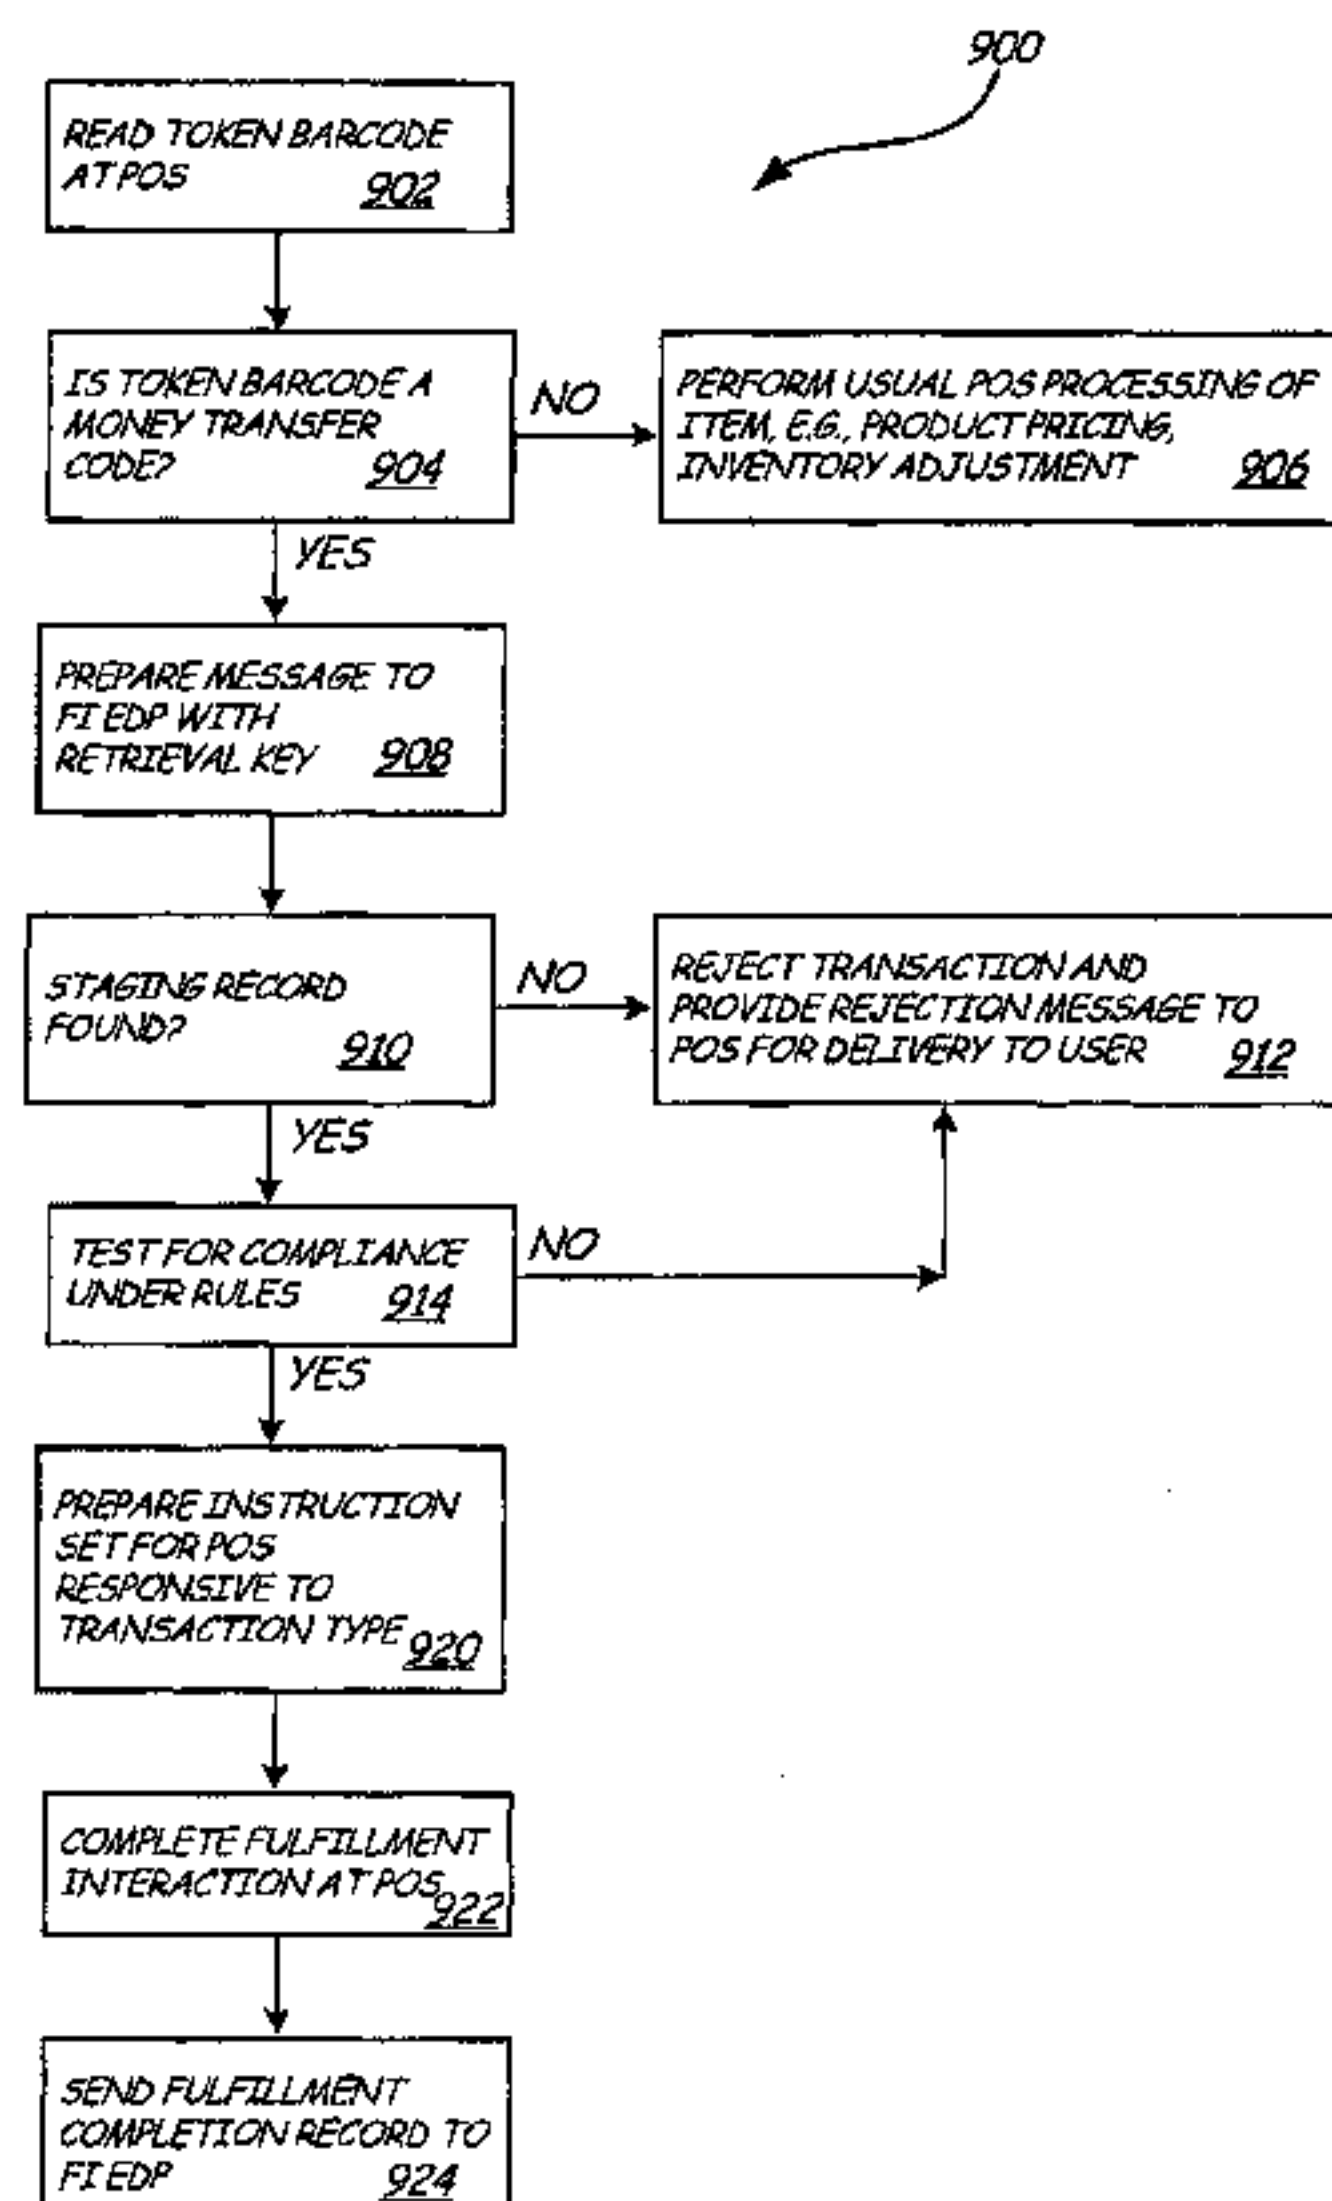 900
READ TOKEN BARCODE
AT POS 902
IS TOKEN BARCODE A
MONEY TRANSFER
CODE? 904
NO
PERFORM USUAL POS PROCESSING OF
ITEM, E.G., PRODUCT PRICING,
INVENTORY ADJUSTMENT 906
YES
PREPARE MESSAGE TO
FI EDP WITH
RETRIEVAL KEY 908
STAGING RECORD
FOUND? 910
NO
REJECT TRANSACTION AND
PROVIDE REJECTION MESSAGE TO
POS FOR DELIVERY TO USER 912
YES
TEST FOR COMPLIANCE
UNDER RULES 914
NO
YES
PREPARE INSTRUCTION
SET FOR POS
RESPONSIVE TO
TRANSACTION TYPE 920
COMPLETE FULFILLMENT
INTERACTION AT POS 922
SEND FULFILLMENT
COMPLETION RECORD TO
FI EDP 924